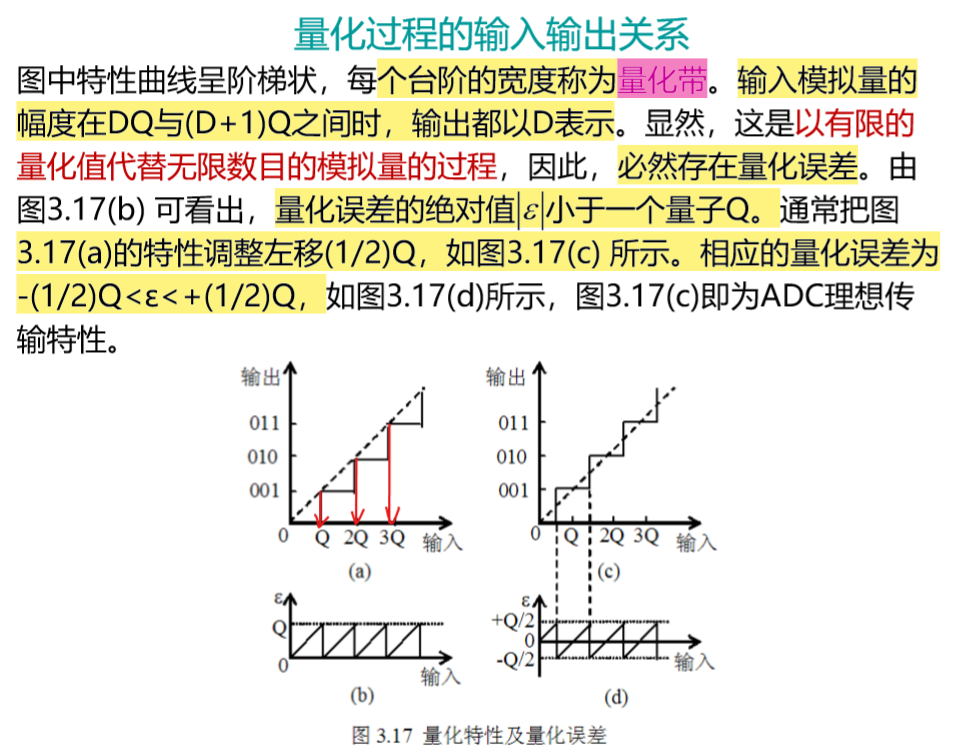 量化过程的输入输出关系
图中特性曲线呈阶梯状，每个台阶的宽度称为量化带。输入模拟量的
幅度在DQ与(D+1)Q之间时，输出都以D表示。显然，这是以有限的
量化值代替无限数目的模拟量的过程，因此，必然存在量化误差。由
图3.17(b) 可看出，量化误差的绝对值|ε|小于一个量子Q。通常把图
3.17(a)的特性调整左移(1/2)Q，如图3.17(c) 所示。相应的量化误差为
-(1/2)Q<ε<+(1/2)Q，如图3.17(d)所示，图3.17(c)即为ADC理想传
输特性。
输出
011
010
001
0 Q 2Q 3Q 输入
(a)
输出
011
010
001
0 Q 2Q 3Q 输入
(c)
ε
Q
0
输入
(b)
ε
+Q/2
0
-Q/2
输入
(d)
图 3.17 量化特性及量化误差